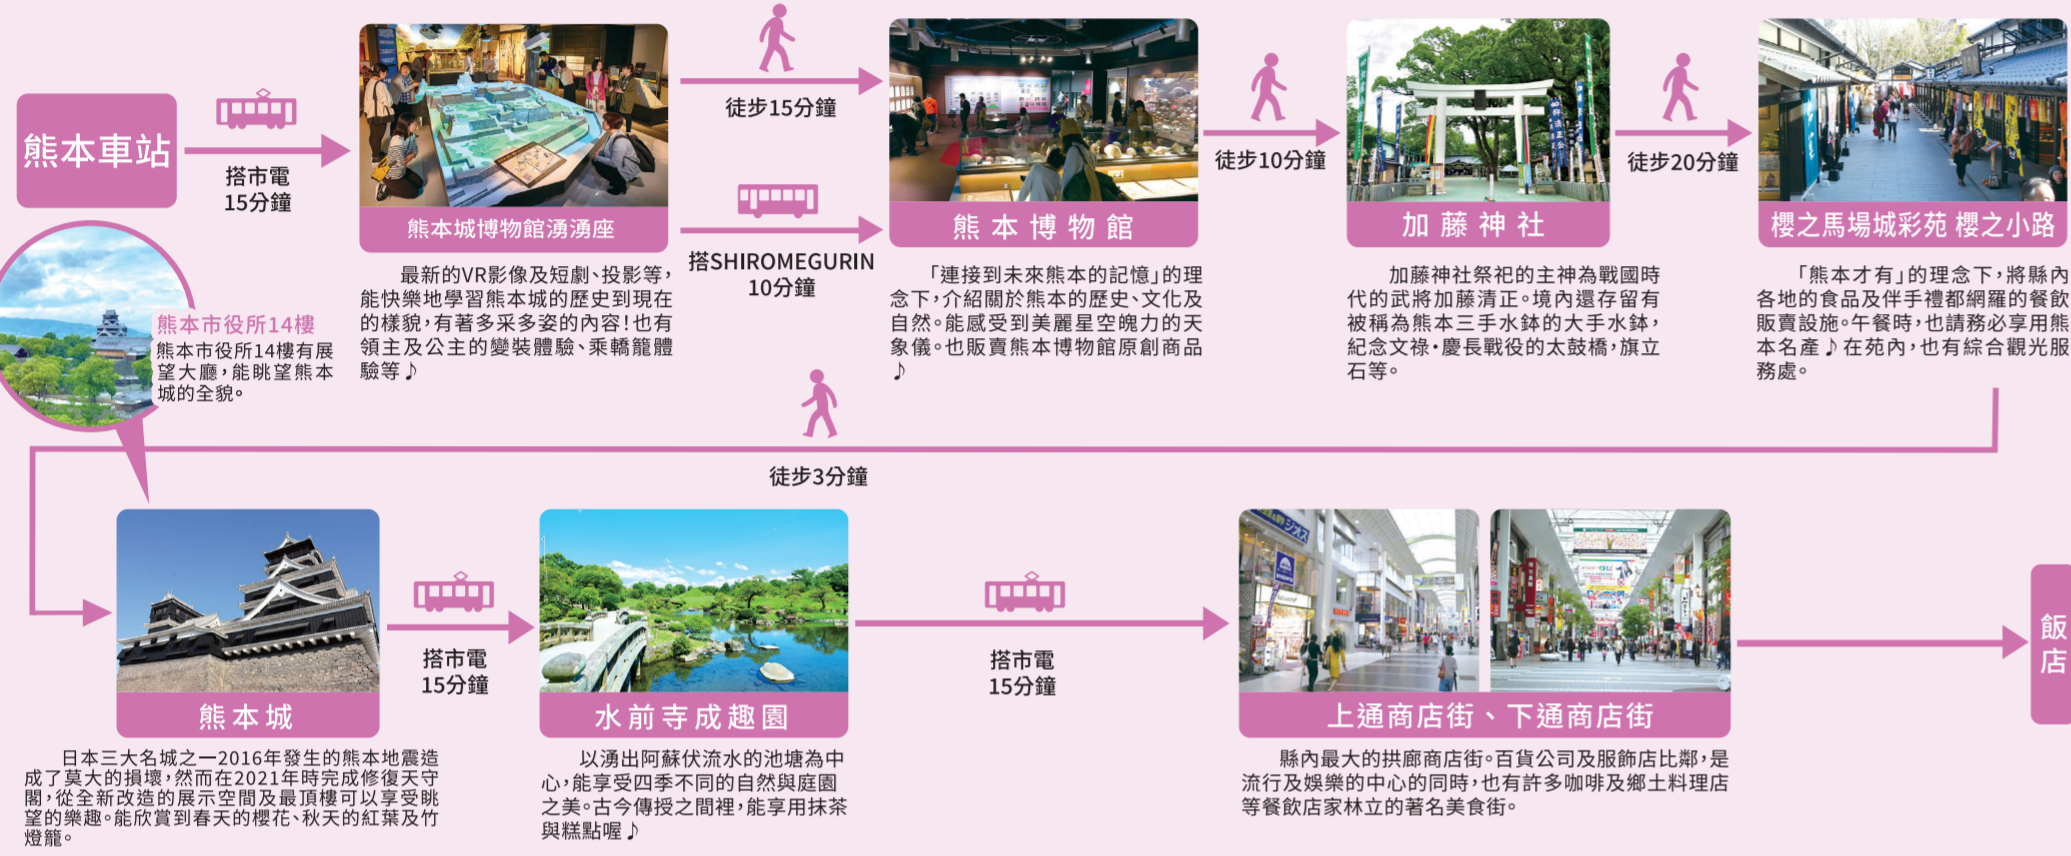 熊本車站
搭市電
15分鐘
熊本城博物館湧湧座
最新的VR影像及短劇、投影等，
能快樂地學習熊本城的歷史到現在
的樣貌，有著多采多姿的內容！也有
領主及公主的變裝體驗、乘轎籠體
驗等♪
徒步15分鐘
搭SHIROMEGURIN
10分鐘
熊本博物館
「連接到未來熊本的記憶」的理
念下，介紹關於熊本的歷史、文化及
自然。能感受到美麗星空魄力的天
象儀。也販賣熊本博物館原創商品
♪
徒步10分鐘
加藤神社
加藤神社祭祀的主神為戰國時
代的武將加藤清正。境內還存留有
被稱為熊本三手水鉢的大手水鉢，
紀念文祿・慶長戰役的太鼓橋，旗立
石等。
徒步20分鐘
櫻之馬場城彩苑 櫻之小路
「熊本才有」的理念下，將縣內
各地的食品及伴手禮都網羅的餐飲
販賣設施。午餐時，也請務必享用熊
本名產♪在苑內，也有綜合觀光服
務處。
熊本市役所14樓
熊本市役所14樓有展
望大廳，能眺望熊本
城的全貌。
徒步3分鐘
熊本城
日本三大名城之一2016年發生的熊本地震造
成了莫大的損壞，然而在2021年時完成修復天守
閣，從全新改造的展示空間及最頂樓可以享受眺
望的樂趣。能欣賞到春天的櫻花、秋天的紅葉及竹
燈籠。
搭市電
15分鐘
水前寺成趣園
以湧出阿蘇伏流水的池塘為中
心，能享受四季不同的自然與庭園
之美。古今傳授之間裡，能享用抹茶
與糕點喔♪
搭市電
15分鐘
ジオス
上通商店街、下通商店街
縣內最大的拱廊商店街。百貨公司及服飾店比鄰，是
流行及娛樂的中心的同時，也有許多咖啡及鄉土料理店
等餐飲店家林立的著名美食街。
飯店